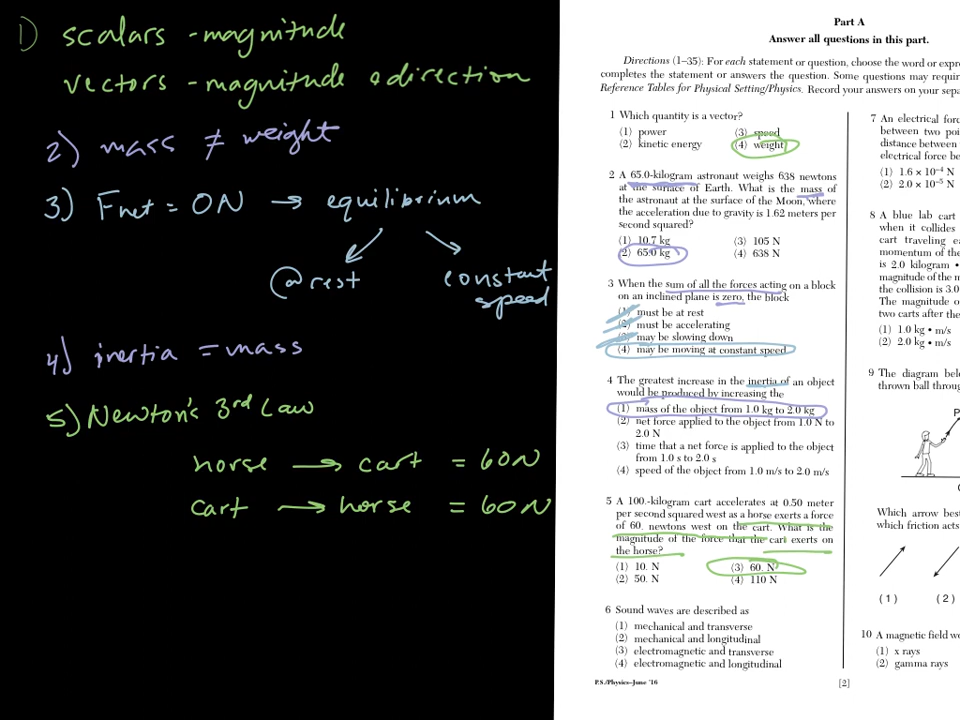 1) scalars - magnitude
vectors - magnitude & direction
2) mass ≠ weight
3) Fnet = 0N → equilibrium
@rest
constant speed
4) inertia = mass
5) Newton's 3rd Law
horse → cart = 60N
cart → horse = 60N
Part A
Answer all questions in this part.
Directions (1–35): For each statement or question, choose the word or expre
completes the statement or answers the question. Some questions may requir
Reference Tables for Physical Setting/Physics. Record your answers on your sepa
1 Which quantity is a vector?
(1) power (3) speed
(2) kinetic energy (4) weight
2 A 65.0-kilogram astronaut weighs 638 newtons
at the surface of Earth. What is the mass of
the astronaut at the surface of the Moon, where
the acceleration due to gravity is 1.62 meters per
second squared?
(1) 10.7 kg (3) 105 N
(2) 65.0 kg (4) 638 N
3 When the sum of all the forces acting on a block
on an inclined plane is zero, the block
(1) must be at rest
(2) must be accelerating
(3) may be slowing down
(4) may be moving at constant speed
4 The greatest increase in the inertia of an object
would be produced by increasing the
(1) mass of the object from 1.0 kg to 2.0 kg
(2) net force applied to the object from 1.0 N to
2.0 N
(3) time that a net force is applied to the object
from 1.0 s to 2.0 s
(4) speed of the object from 1.0 m/s to 2.0 m/s
5 A 100.-kilogram cart accelerates at 0.50 meter
per second squared west as a horse exerts a force
of 60. newtons west on the cart. What is the
magnitude of the force that the cart exerts on
the horse?
(1) 10. N (3) 60. N
(2) 50. N (4) 110 N
6 Sound waves are described as
(1) mechanical and transverse
(2) mechanical and longitudinal
(3) electromagnetic and transverse
(4) electromagnetic and longitudinal
7 An electrical forc
between two poi
distance between
electrical force be
(1) 1.6 × 10⁻⁴ N
(2) 2.0 × 10⁻⁵ N
8 A blue lab cart
when it collides
cart traveling ea
momentum of the
is 2.0 kilogram •
magnitude of the m
the collision is 3.0
The magnitude o
two carts after the
(1) 1.0 kg • m/s
(2) 2.0 kg • m/s
9 The diagram bel
thrown ball throug
P
Which arrow best
which friction acts
(1) (2)
10 A magnetic field wo
(1) x rays
(2) gamma rays
P.S./Physics–June '16
[2]